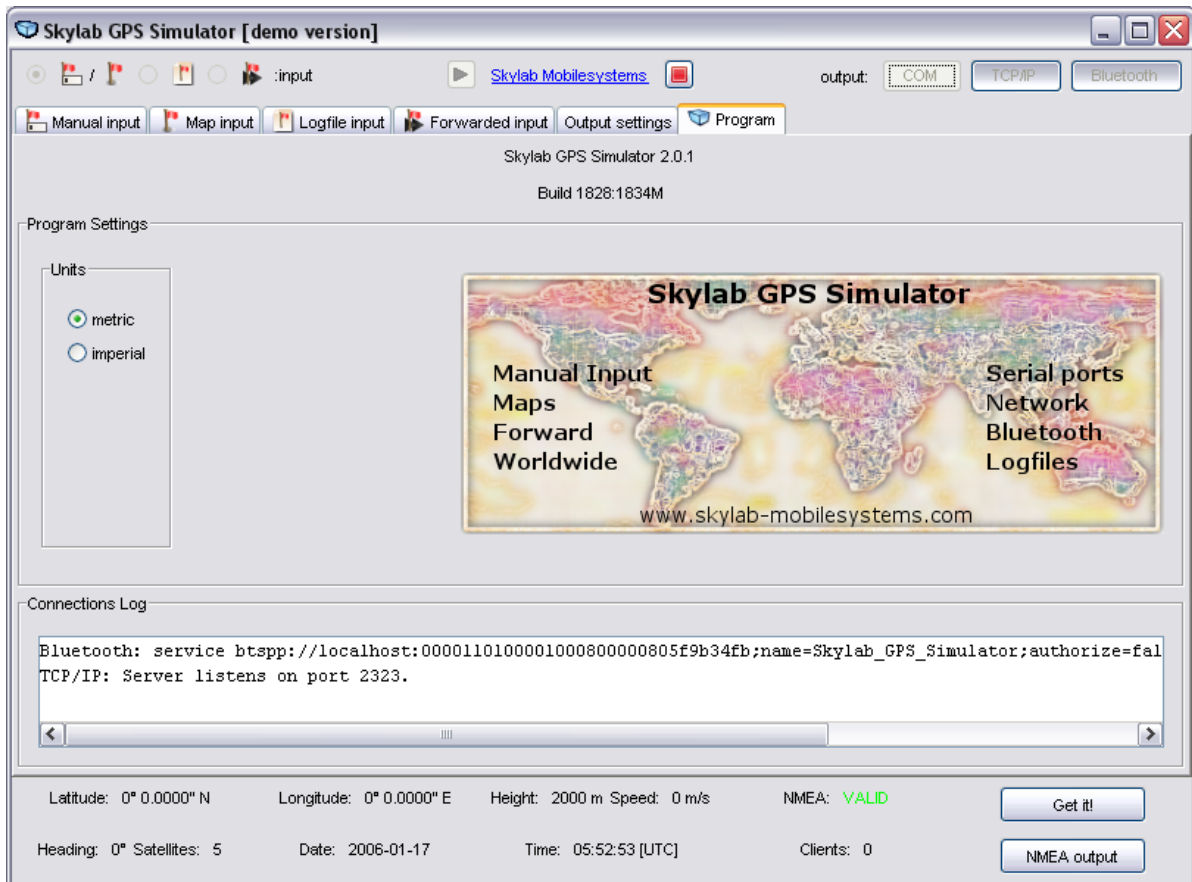 Skylab GPS Simulator [demo version]
/ :input Skylab Mobilesystems output: COM TCP/IP Bluetooth
Manual input Map input Logfile input Forwarded input Output settings Program
Skylab GPS Simulator 2.0.1
Build 1828:1834M
Program Settings
Units
metric
imperial
Skylab GPS Simulator
Manual Input
Maps
Forward
Worldwide
Serial ports
Network
Bluetooth
Logfiles
www.skylab-mobilesystems.com
Connections Log
Bluetooth: service btspp://localhost:0000110100001000800000805f9b34fb;name=Skylab_GPS_Simulator;authorize=fal
TCP/IP: Server listens on port 2323.
Latitude: 0° 0.0000" N Longitude: 0° 0.0000" E Height: 2000 m Speed: 0 m/s NMEA: VALID Get it!
Heading: 0° Satellites: 5 Date: 2006-01-17 Time: 05:52:53 [UTC] Clients: 0 NMEA output